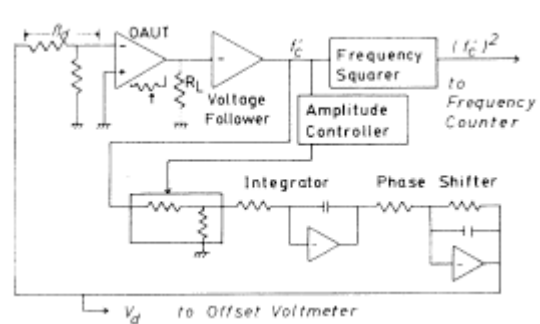 Rd
OAUT
RL
Voltage
Follower
f'c
Frequency
Squarer
(f'c)²
to
Frequency
Counter
Amplitude
Controller
Integrator
Phase Shifter
Vd to Offset Voltmeter